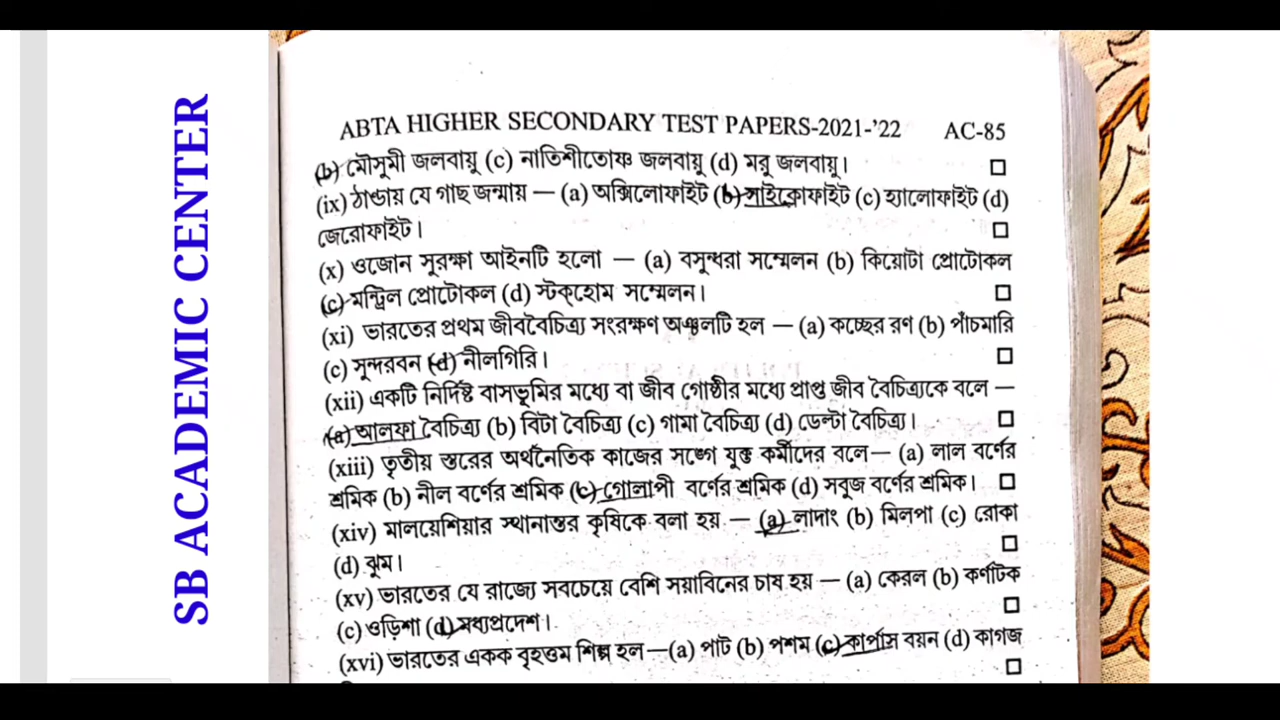 SB ACADEMIC CENTER
ABTA HIGHER SECONDARY TEST PAPERS-2021-'22 AC-85
(b) মৌসুমী জলবায়ু (c) নাতিশীতোষ্ণ জলবায়ু (d) মরু জলবায়ু।
(ix) ঠাণ্ডায় যে গাছ জন্মায় — (a) অক্সিলোফাইট (b) সাইক্রোফাইট (c) হ্যালোফাইট (d)
জেরোফাইট।
(x) ওজোন সুরক্ষা আইনটি হলো — (a) বসুন্ধরা সম্মেলন (b) কিয়োটা প্রোটোকল
(c) মন্ট্রিল প্রোটোকল (d) স্টক্‌হোম সম্মেলন।
(xi) ভারতের প্রথম জীববৈচিত্র্য সংরক্ষণ অঞ্চলটি হল — (a) কচ্ছের রণ (b) পাঁচমারি
(c) সুন্দরবন (d) নীলগিরি।
(xii) একটি নির্দিষ্ট বাসভূমির মধ্যে বা জীব গোষ্ঠীর মধ্যে প্রাপ্ত জীব বৈচিত্র্যকে বলে —
(a) আলফা বৈচিত্র্য (b) বিটা বৈচিত্র্য (c) গামা বৈচিত্র্য (d) ডেল্টা বৈচিত্র্য।
(xiii) তৃতীয় স্তরের অর্থনৈতিক কাজের সঙ্গে যুক্ত কর্মীদের বলে— (a) লাল বর্ণের
শ্রমিক (b) নীল বর্ণের শ্রমিক (c) গোলাপী বর্ণের শ্রমিক (d) সবুজ বর্ণের শ্রমিক।
(xiv) মালয়েশিয়ার স্থানান্তর কৃষিকে বলা হয় — (a) লাদাং (b) মিলপা (c) রোকা
(d) ঝুম।
(xv) ভারতের যে রাজ্যে সবচেয়ে বেশি সয়াবিনের চাষ হয় — (a) কেরল (b) কর্ণাটক
(c) ওড়িশা (d) মধ্যপ্রদেশ।
(xvi) ভারতের একক বৃহত্তম শিল্প হল —(a) পাট (b) পশম (c) কার্পাস বয়ন (d) কাগজ